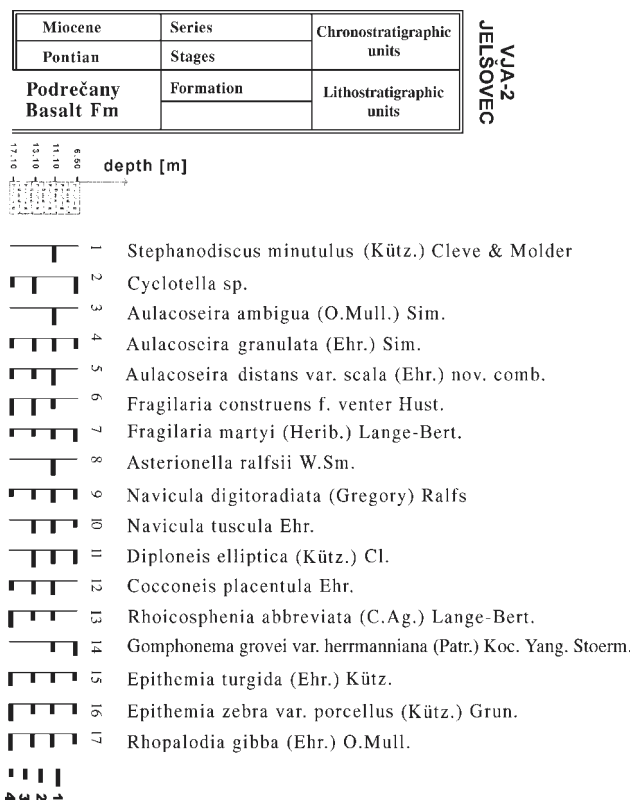 Miocene Series Chronostratigraphic units
Pontian Stages
Podrečany Basalt Fm Formation Lithostratigraphic units
VJA-2
JELŠOVEC
17.10 13.10 11.10 6.50 depth [m]
1 Stephanodiscus minutulus (Kütz.) Cleve & Molder
2 Cyclotella sp.
3 Aulacoseira ambigua (O.Mull.) Sim.
4 Aulacoseira granulata (Ehr.) Sim.
5 Aulacoseira distans var. scala (Ehr.) nov. comb.
6 Fragilaria construens f. venter Hust.
7 Fragilaria martyi (Herib.) Lange-Bert.
8 Asterionella ralfsii W.Sm.
9 Navicula digitoradiata (Gregory) Ralfs
10 Navicula tuscula Ehr.
11 Diploneis elliptica (Kütz.) Cl.
12 Cocconeis placentula Ehr.
13 Rhoicosphenia abbreviata (C.Ag.) Lange-Bert.
14 Gomphonema grovei var. herrmanniana (Patr.) Koc. Yang. Stoerm.
15 Epithemia turgida (Ehr.) Kütz.
16 Epithemia zebra var. porcellus (Kütz.) Grun.
17 Rhopalodia gibba (Ehr.) O.Mull.
4 3 2 1